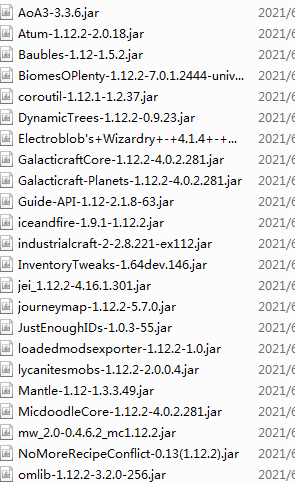 AoA3-3.3.6.jar 2021/6
Atum-1.12.2-2.0.18.jar 2021/6
Baubles-1.12-1.5.2.jar 2021/6
BiomesOPlenty-1.12.2-7.0.1.2444-univ... 2021/6
coroutil-1.12.1-1.2.37.jar 2021/6
DynamicTrees-1.12.2-0.9.23.jar 2021/6
Electroblob's+Wizardry+-+4.1.4+-+... 2021/6
GalacticraftCore-1.12.2-4.0.2.281.jar 2021/6
Galacticraft-Planets-1.12.2-4.0.2.281.jar 2021/6
Guide-API-1.12-2.1.8-63.jar 2021/6
iceandfire-1.9.1-1.12.2.jar 2021/6
industrialcraft-2-2.8.221-ex112.jar 2021/6
InventoryTweaks-1.64dev.146.jar 2021/6
jei_1.12.2-4.16.1.301.jar 2021/6
journeymap-1.12.2-5.7.0.jar 2021/6
JustEnoughIDs-1.0.3-55.jar 2021/6
loadedmodsexporter-1.12.2-1.0.jar 2021/6
lycanitesmobs-1.12.2-2.0.0.4.jar 2021/6
Mantle-1.12-1.3.3.49.jar 2021/6
MicdoodleCore-1.12.2-4.0.2.281.jar 2021/6
mw_2.0-0.4.6.2_mc1.12.2.jar 2021/6
NoMoreRecipeConflict-0.13(1.12.2).jar 2021/6
omlib-1.12.2-3.2.0-256.jar 2021/6